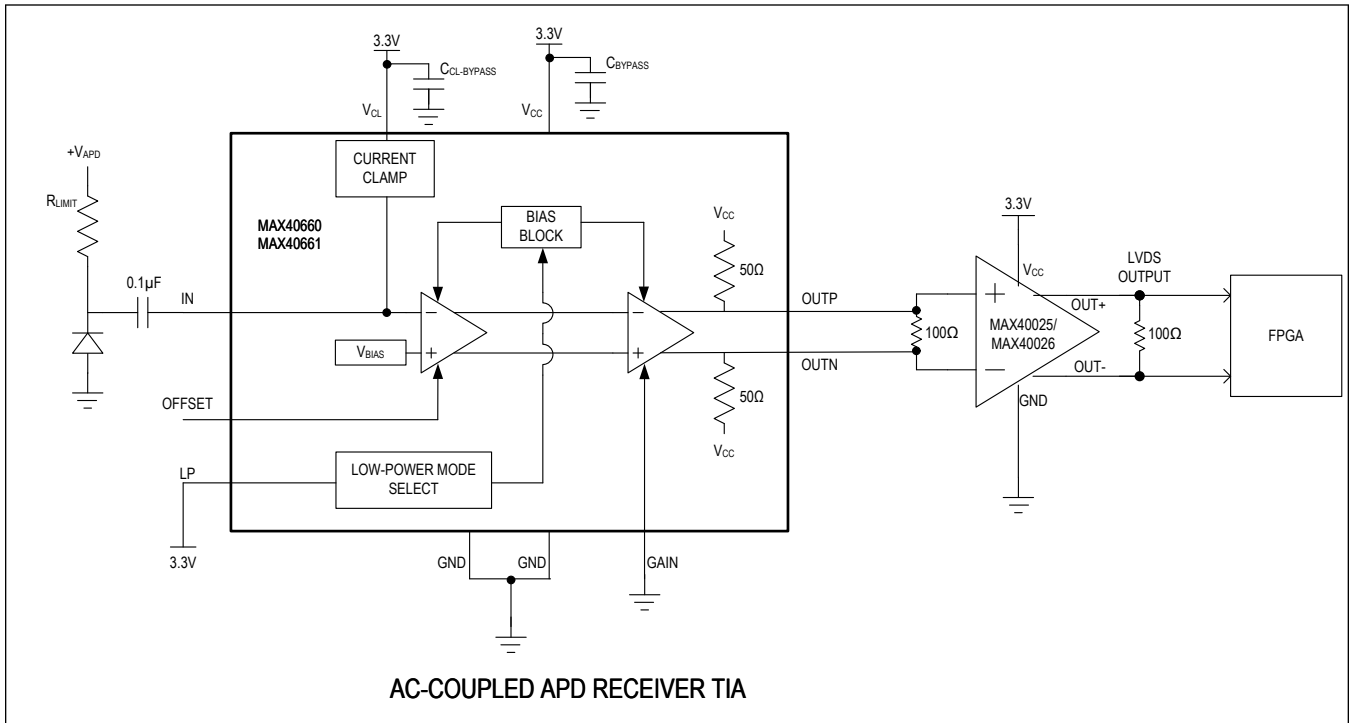 3.3V
3.3V
CCL-BYPASS
CBYPASS
VCL
VCC
+VAPD
CURRENT
CLAMP
RLIMIT
MAX40660
MAX40661
BIAS
BLOCK
VCC
3.3V
50Ω
VCC
LVDS
OUTPUT
0.1µF
IN
OUTP
OUT+
−
−
+
100Ω
MAX40025/
MAX40026
100Ω
FPGA
VBIAS
+
+
OUTN
−
OUT-
50Ω
GND
OFFSET
VCC
LP
LOW-POWER MODE
SELECT
3.3V
GND
GND
GAIN
AC-COUPLED APD RECEIVER TIA